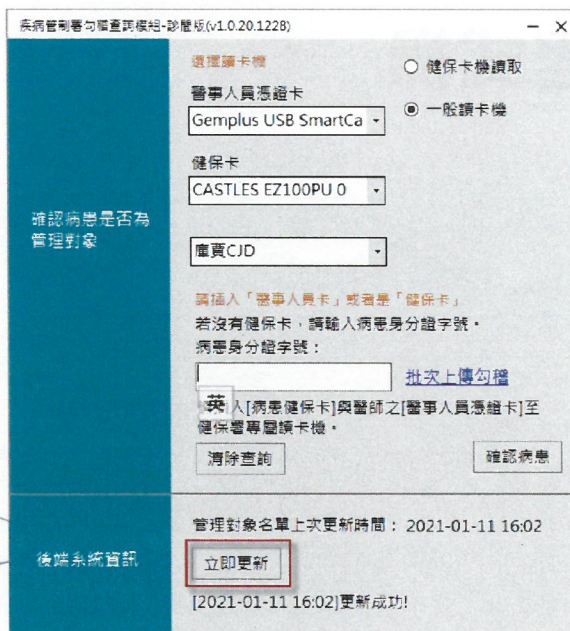 疾病管制署勾稽查詢模組-診間版(v1.0.20.1228)
選擇讀卡機
健保卡機讀取
醫事人員憑證卡
一般讀卡機
Gemplus USB SmartCa
健保卡
CASTLES EZ100PU 0
確認病患是否為
管理對象
庫賈CJD
請插入「醫事人員卡」或者是「健保卡」
若沒有健保卡，請輸入病患身分證字號。
病患身分證字號：
批次上傳勾稽
英
入[病患健保卡]與醫師之[醫事人員憑證卡]至
健保署專屬讀卡機。
清除查詢
確認病患
管理對象名單上次更新時間： 2021-01-11 16:02
後端系統資訊
立即更新
[2021-01-11 16:02]更新成功!